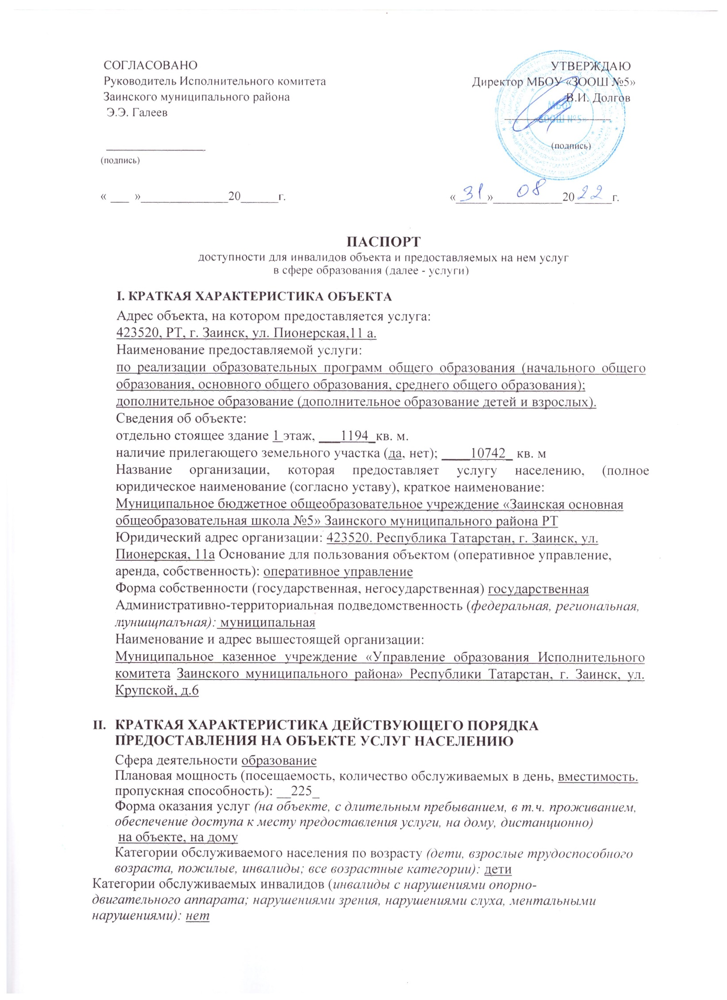 СОГЛАСОВАНО
Руководитель Исполнительного комитета
Заинского муниципального района
Э.Э. Галеев
_______________
(подпись)
« ___ »______________20______г.
УТВЕРЖДАЮ
Директор МБОУ «ЗООШ №5»
В.И. Долгов
МБОУ
«ЗООШ №5»
(подпись)
«31» 08 2022 г.
ПАСПОРТ
доступности для инвалидов объекта и предоставляемых на нем услуг
в сфере образования (далее - услуги)
I. КРАТКАЯ ХАРАКТЕРИСТИКА ОБЪЕКТА
Адрес объекта, на котором предоставляется услуга:
423520, РТ, г. Заинск, ул. Пионерская,11 а.
Наименование предоставляемой услуги:
по реализации образовательных программ общего образования (начального общего
образования, основного общего образования, среднего общего образования);
дополнительное образование (дополнительное образование детей и взрослых).
Сведения об объекте:
отдельно стоящее здание 1_этаж, ___1194_кв. м.
наличие прилегающего земельного участка (да, нет); ____10742_ кв. м
Название организации, которая предоставляет услугу населению, (полное
юридическое наименование (согласно уставу), краткое наименование:
Муниципальное бюджетное общеобразовательное учреждение «Заинская основная
общеобразовательная школа №5» Заинского муниципального района РТ
Юридический адрес организации: 423520. Республика Татарстан, г. Заинск, ул.
Пионерская, 11а Основание для пользования объектом (оперативное управление,
аренда, собственность): оперативное управление
Форма собственности (государственная, негосударственная) государственная
Административно-территориальная подведомственность (федеральная, региональная,
луншщпалъная): муниципальная
Наименование и адрес вышестоящей организации:
Муниципальное казенное учреждение «Управление образования Исполнительного
комитета Заинского муниципального района» Республики Татарстан, г. Заинск, ул.
Крупской, д.6
II. КРАТКАЯ ХАРАКТЕРИСТИКА ДЕЙСТВУЮЩЕГО ПОРЯДКА
ПРЕДОСТАВЛЕНИЯ НА ОБЪЕКТЕ УСЛУГ НАСЕЛЕНИЮ
Сфера деятельности образование
Плановая мощность (посещаемость, количество обслуживаемых в день, вместимость.
пропускная способность): __225_
Форма оказания услуг (на объекте, с длительным пребыванием, в т.ч. проживанием,
обеспечение доступа к месту предоставления услуги, на дому, дистанционно)
на объекте, на дому
Категории обслуживаемого населения по возрасту (дети, взрослые трудоспособного
возраста, пожилые, инвалиды; все возрастные категории): дети
Категории обслуживаемых инвалидов (инвалиды с нарушениями опорно-
двигательного аппарата; нарушениями зрения, нарушениями слуха, ментальными
нарушениями): нет